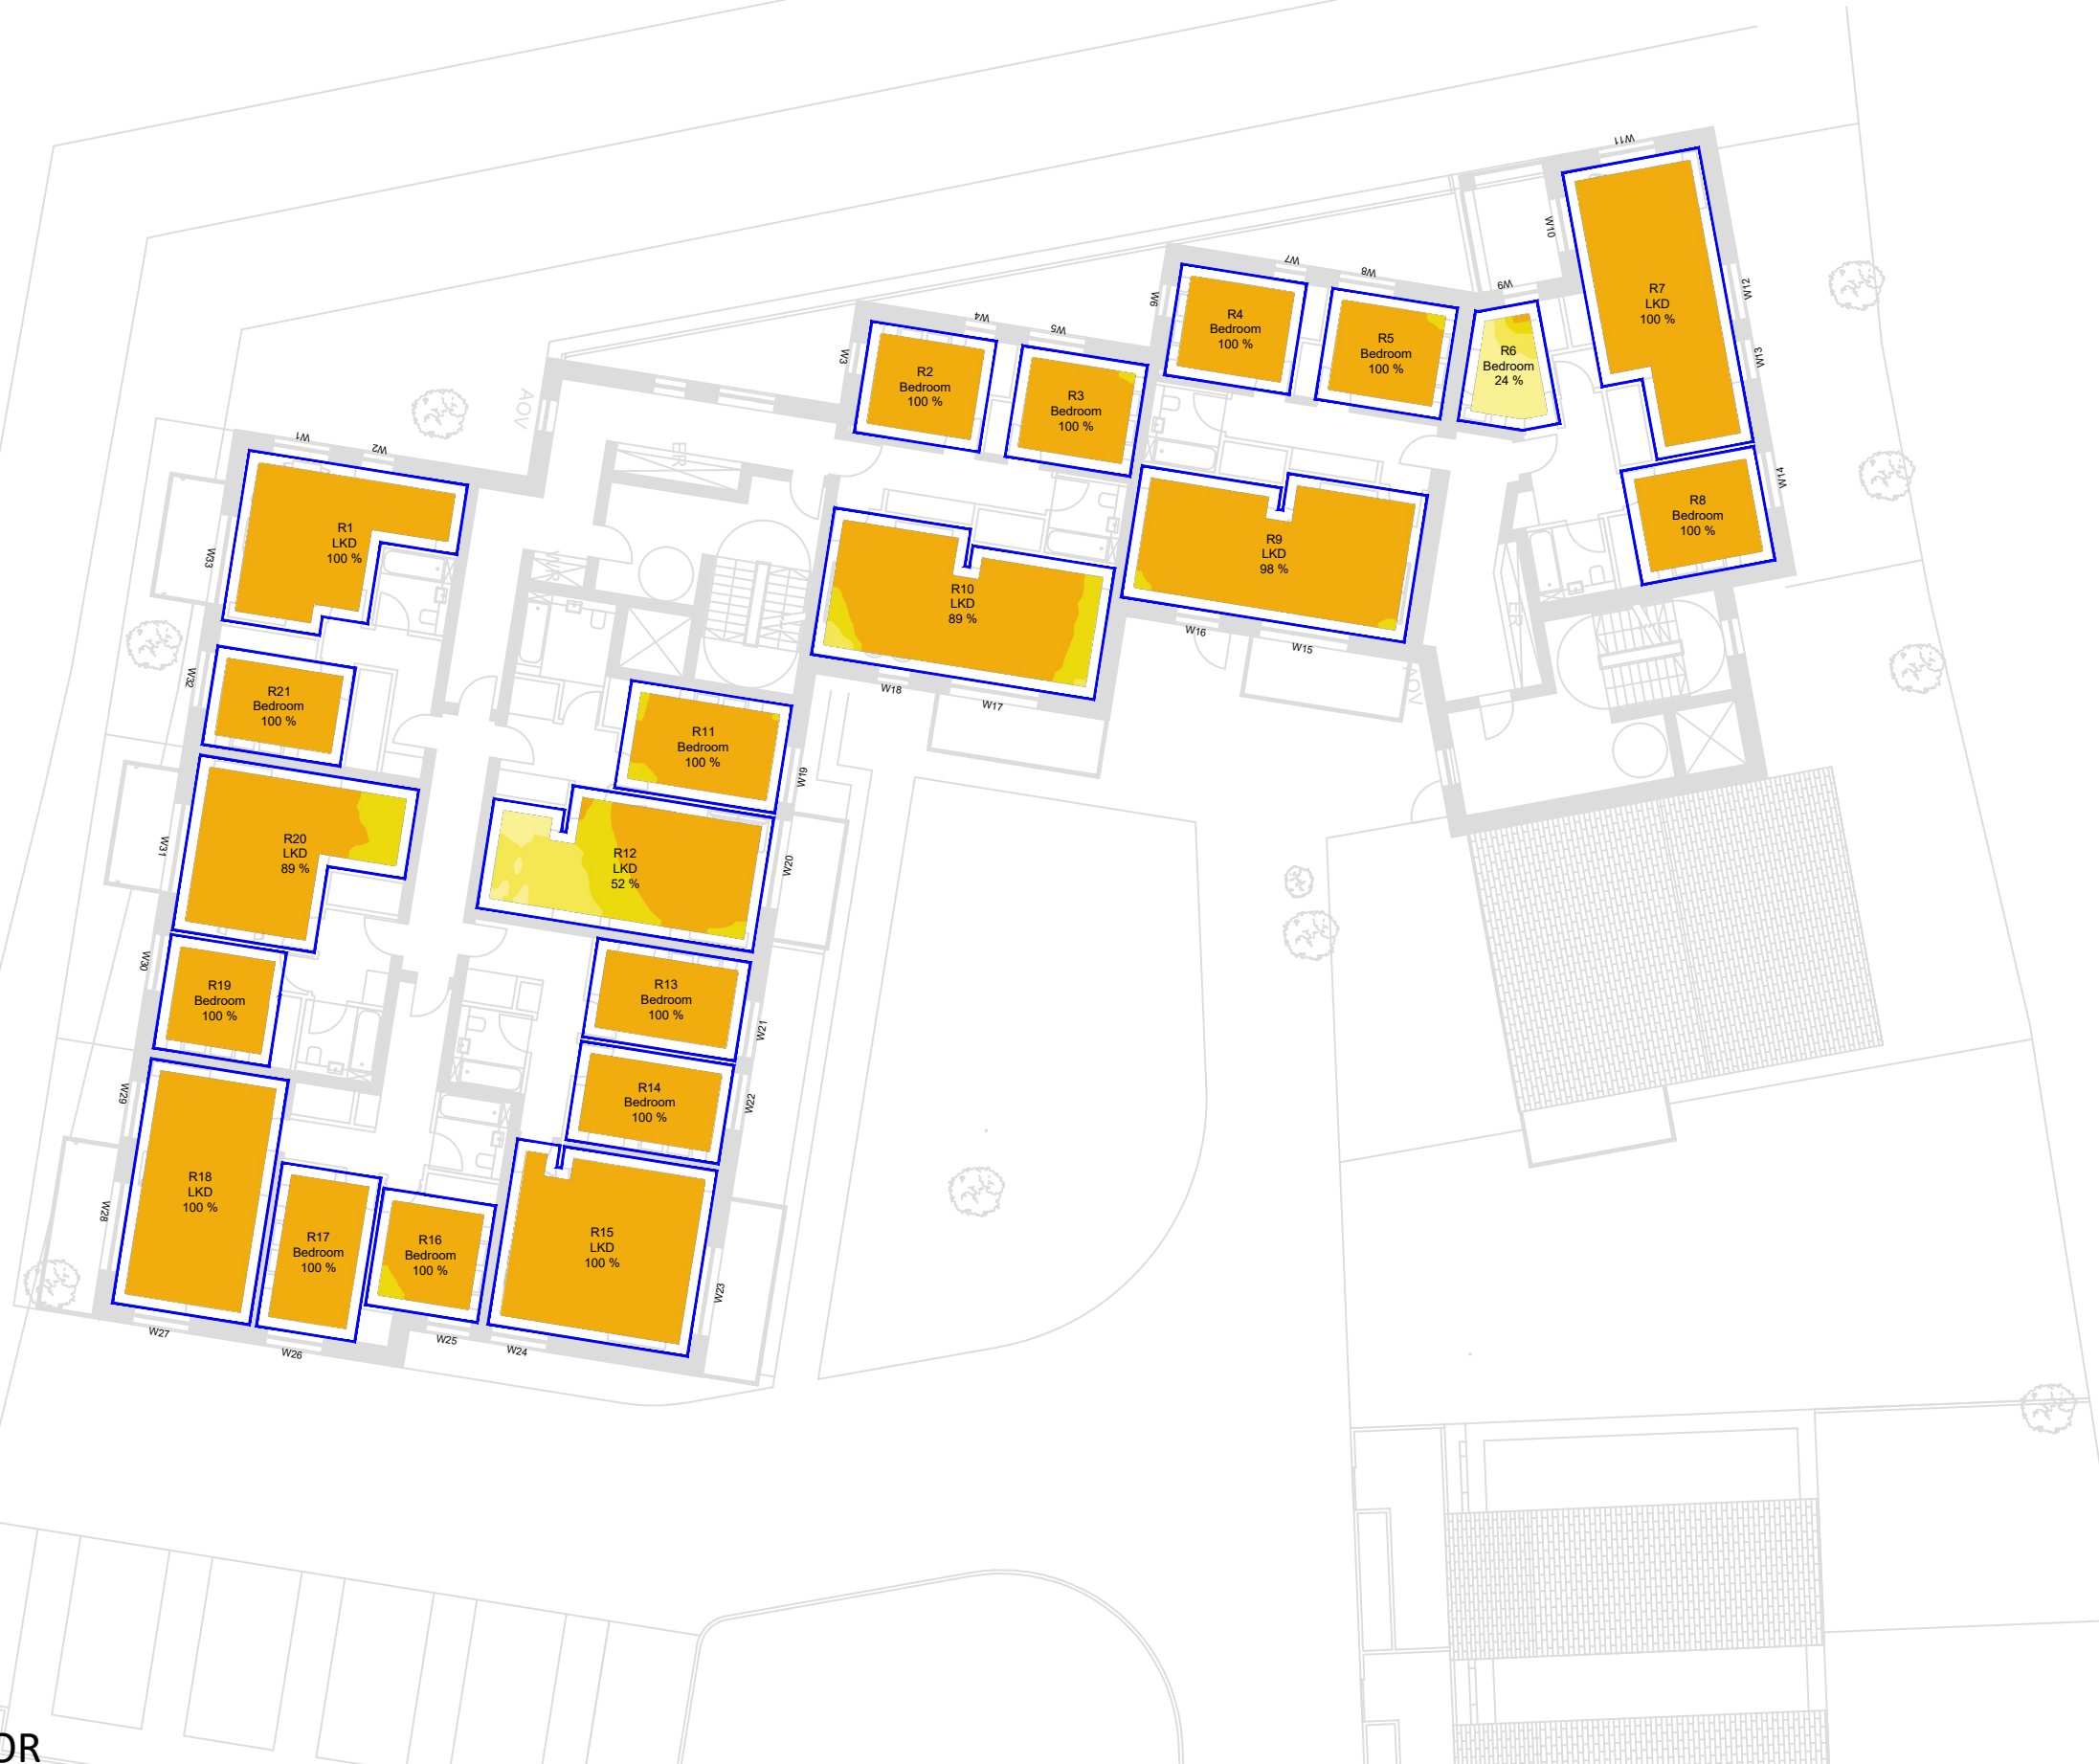 W11
W10
W12
W13
W14
W9
W8
W7
W6
W5
W4
W3
W2
W1
R7
LKD
100 %
R4
Bedroom
100 %
R5
Bedroom
100 %
R6
Bedroom
24 %
R2
Bedroom
100 %
R3
Bedroom
100 %
R8
Bedroom
100 %
AOV
ER
R1
LKD
100 %
W33
R9
LKD
98 %
R10
LKD
89 %
W16
W15
AOV
W18
W17
W32
R21
Bedroom
100 %
R11
Bedroom
100 %
W19
R20
LKD
89 %
W31
R12
LKD
52 %
W20
W30
R19
Bedroom
100 %
R13
Bedroom
100 %
W21
R14
Bedroom
100 %
W22
W29
R18
LKD
100 %
W28
R17
Bedroom
100 %
R16
Bedroom
100 %
R15
LKD
100 %
W23
W27
W26
W25
W24
OR